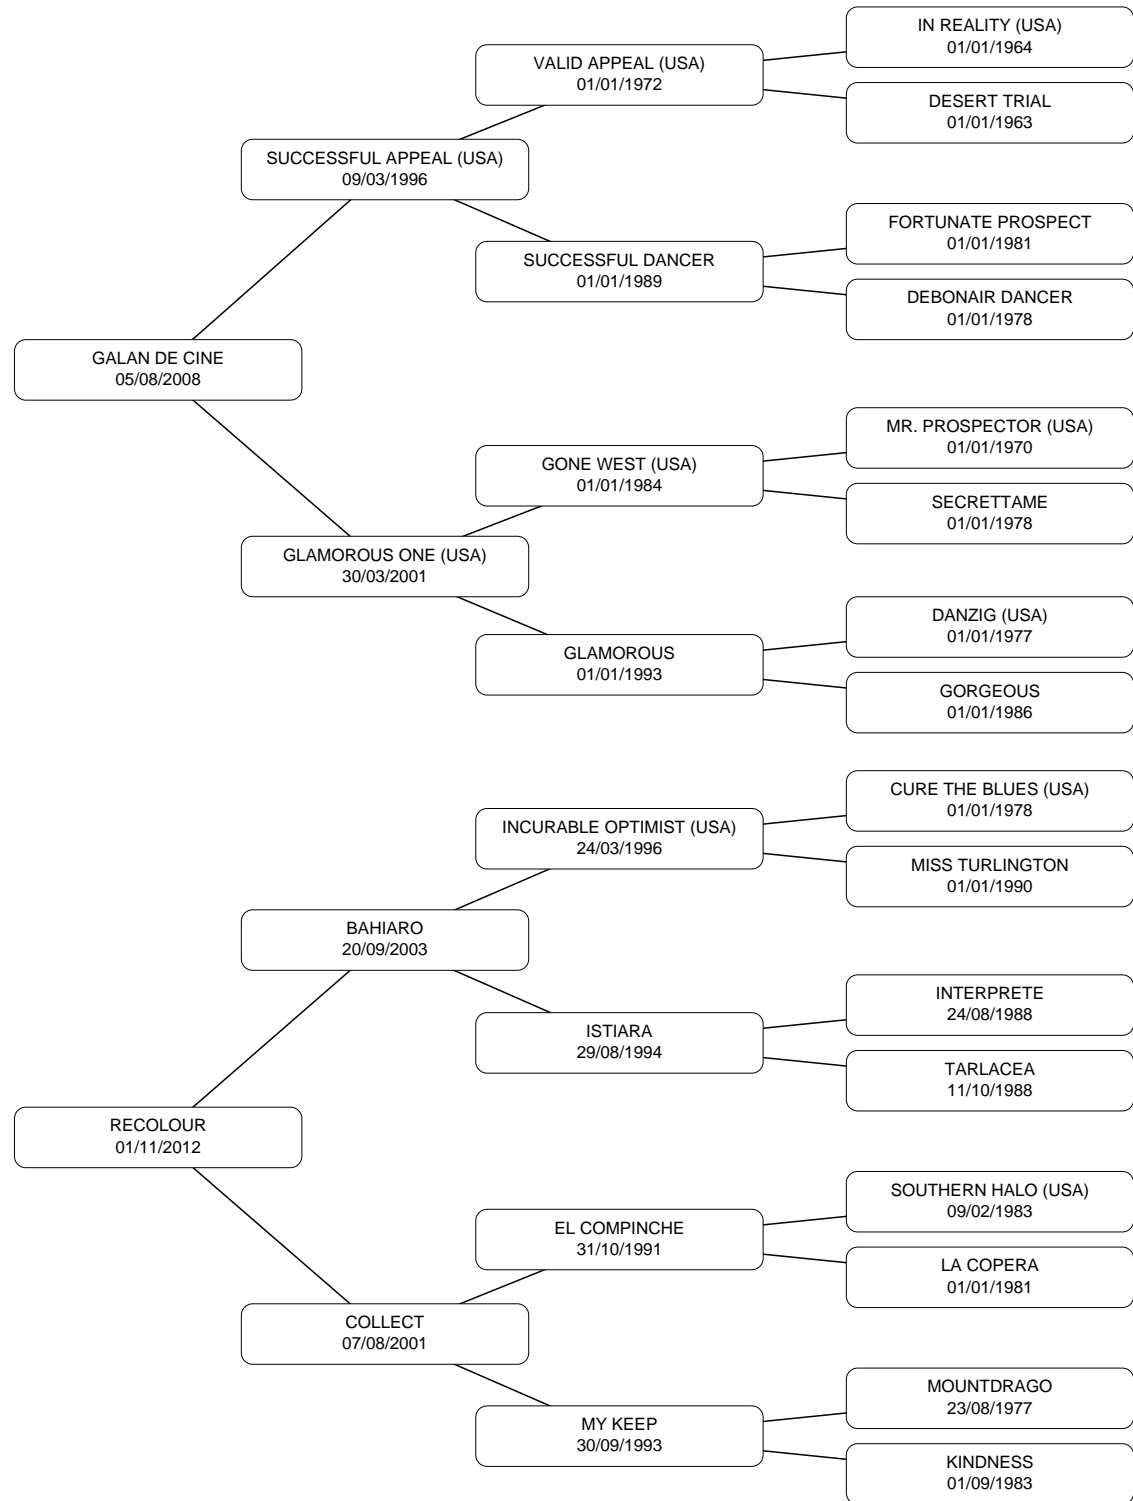 IN REALITY (USA)
01/01/1964
VALID APPEAL (USA)
01/01/1972
DESERT TRIAL
01/01/1963
SUCCESSFUL APPEAL (USA)
09/03/1996
FORTUNATE PROSPECT
01/01/1981
SUCCESSFUL DANCER
01/01/1989
DEBONAIR DANCER
01/01/1978
GALAN DE CINE
05/08/2008
MR. PROSPECTOR (USA)
01/01/1970
GONE WEST (USA)
01/01/1984
SECRETTAME
01/01/1978
GLAMOROUS ONE (USA)
30/03/2001
DANZIG (USA)
01/01/1977
GLAMOROUS
01/01/1993
GORGEOUS
01/01/1986
CURE THE BLUES (USA)
01/01/1978
INCURABLE OPTIMIST (USA)
24/03/1996
MISS TURLINGTON
01/01/1990
BAHIARO
20/09/2003
INTERPRETE
24/08/1988
ISTIARA
29/08/1994
TARLACEA
11/10/1988
RECOLOUR
01/11/2012
SOUTHERN HALO (USA)
09/02/1983
EL COMPINCHE
31/10/1991
LA COPERA
01/01/1981
COLLECT
07/08/2001
MOUNTDRAGO
23/08/1977
MY KEEP
30/09/1993
KINDNESS
01/09/1983